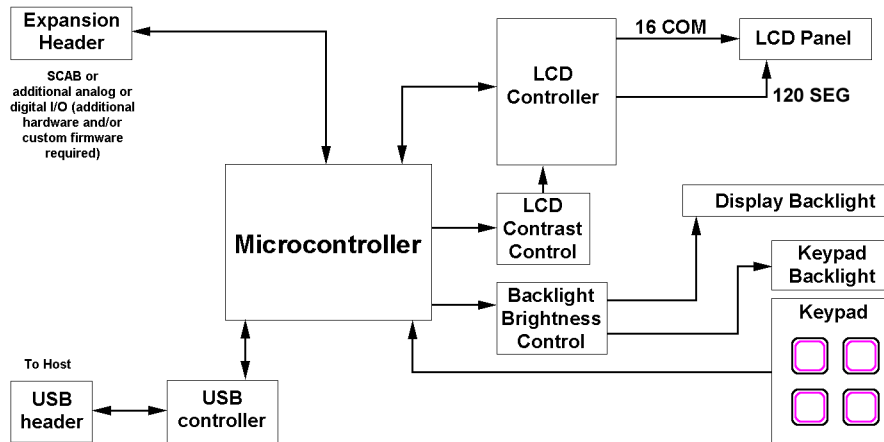 Expansion
Header
SCAB or
additional analog or
digital I/O (additional
hardware and/or
custom firmware
required)
LCD
Controller
16 COM
120 SEG
LCD Panel
Microcontroller
LCD
Contrast
Control
Display Backlight
Keypad
Backlight
Backlight
Brightness
Control
Keypad
To Host
USB
header
USB
controller